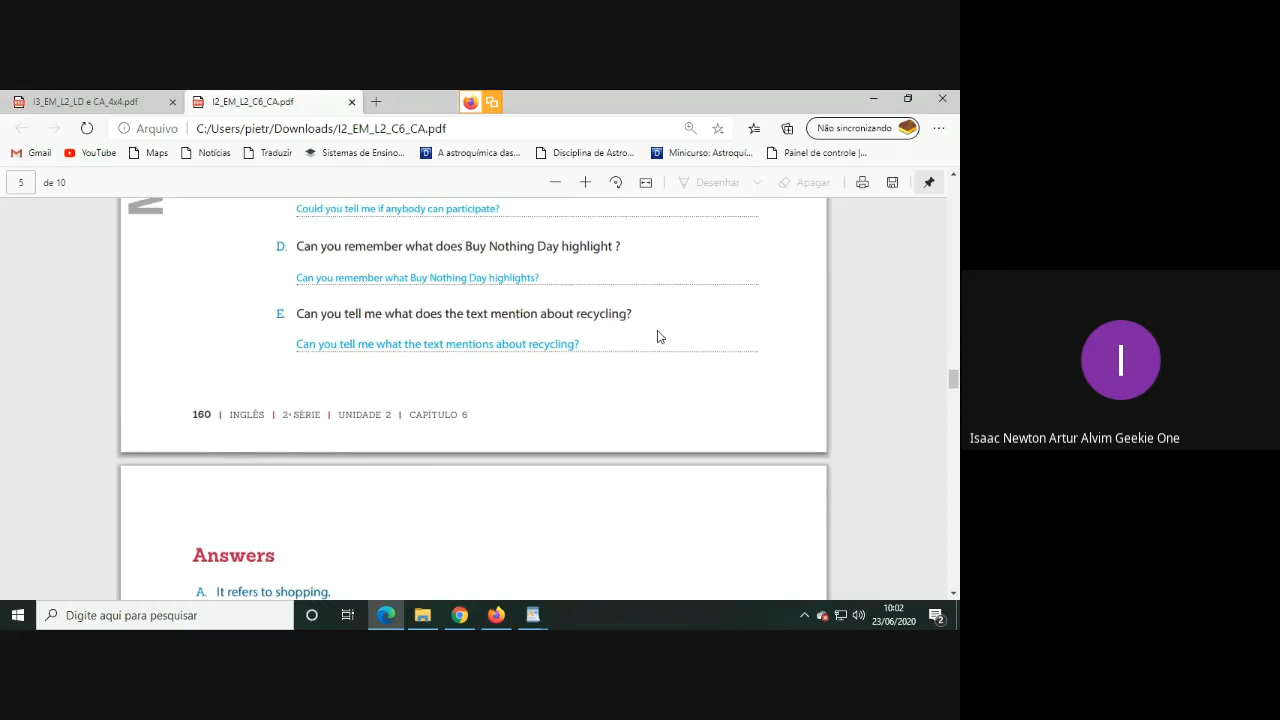 I3_EM_L2_LD e CA_4x4.pdf
I2_EM_L2_C6_CA.pdf
Arquivo
C:/Users/pietr/Downloads/I2_EM_L2_C6_CA.pdf
Não sincronizando
Gmail
YouTube
Maps
Notícias
Traduzir
Sistemas de Ensino...
A astroquímica das...
Disciplina de Astro...
Minicurso: Astroquí...
Painel de controle |...
5 de 10
Desenhar
Apagar
Could you tell me if anybody can participate?
D. Can you remember what does Buy Nothing Day highlight ?
Can you remember what Buy Nothing Day highlights?
E. Can you tell me what does the text mention about recycling?
Can you tell me what the text mentions about recycling?
160 | INGLÊS | 2ª SÉRIE | UNIDADE 2 | CAPÍTULO 6
Answers
A. It refers to shopping.
I
Isaac Newton Artur Alvim Geekie One
Digite aqui para pesquisar
10:02
23/06/2020
2